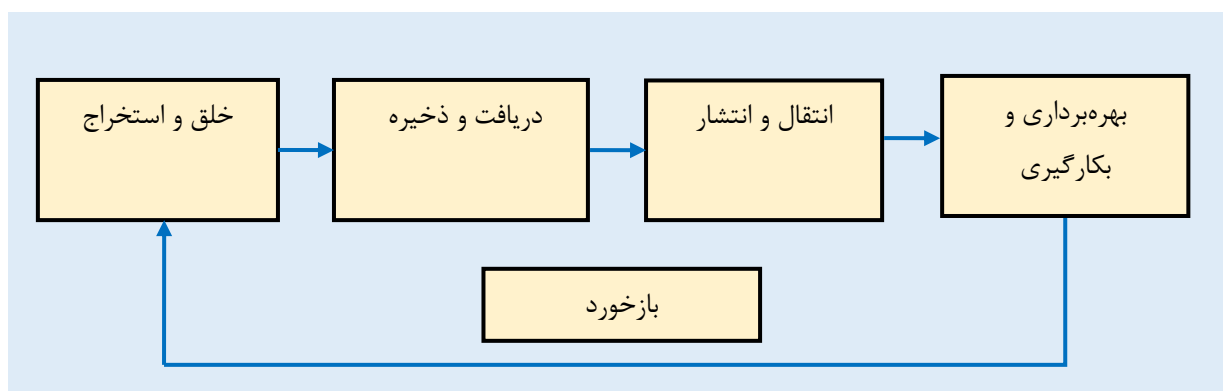 خلق و استخراج
دریافت و ذخیره
انتقال و انتشار
بهره‌برداری و
بکارگیری
بازخورد